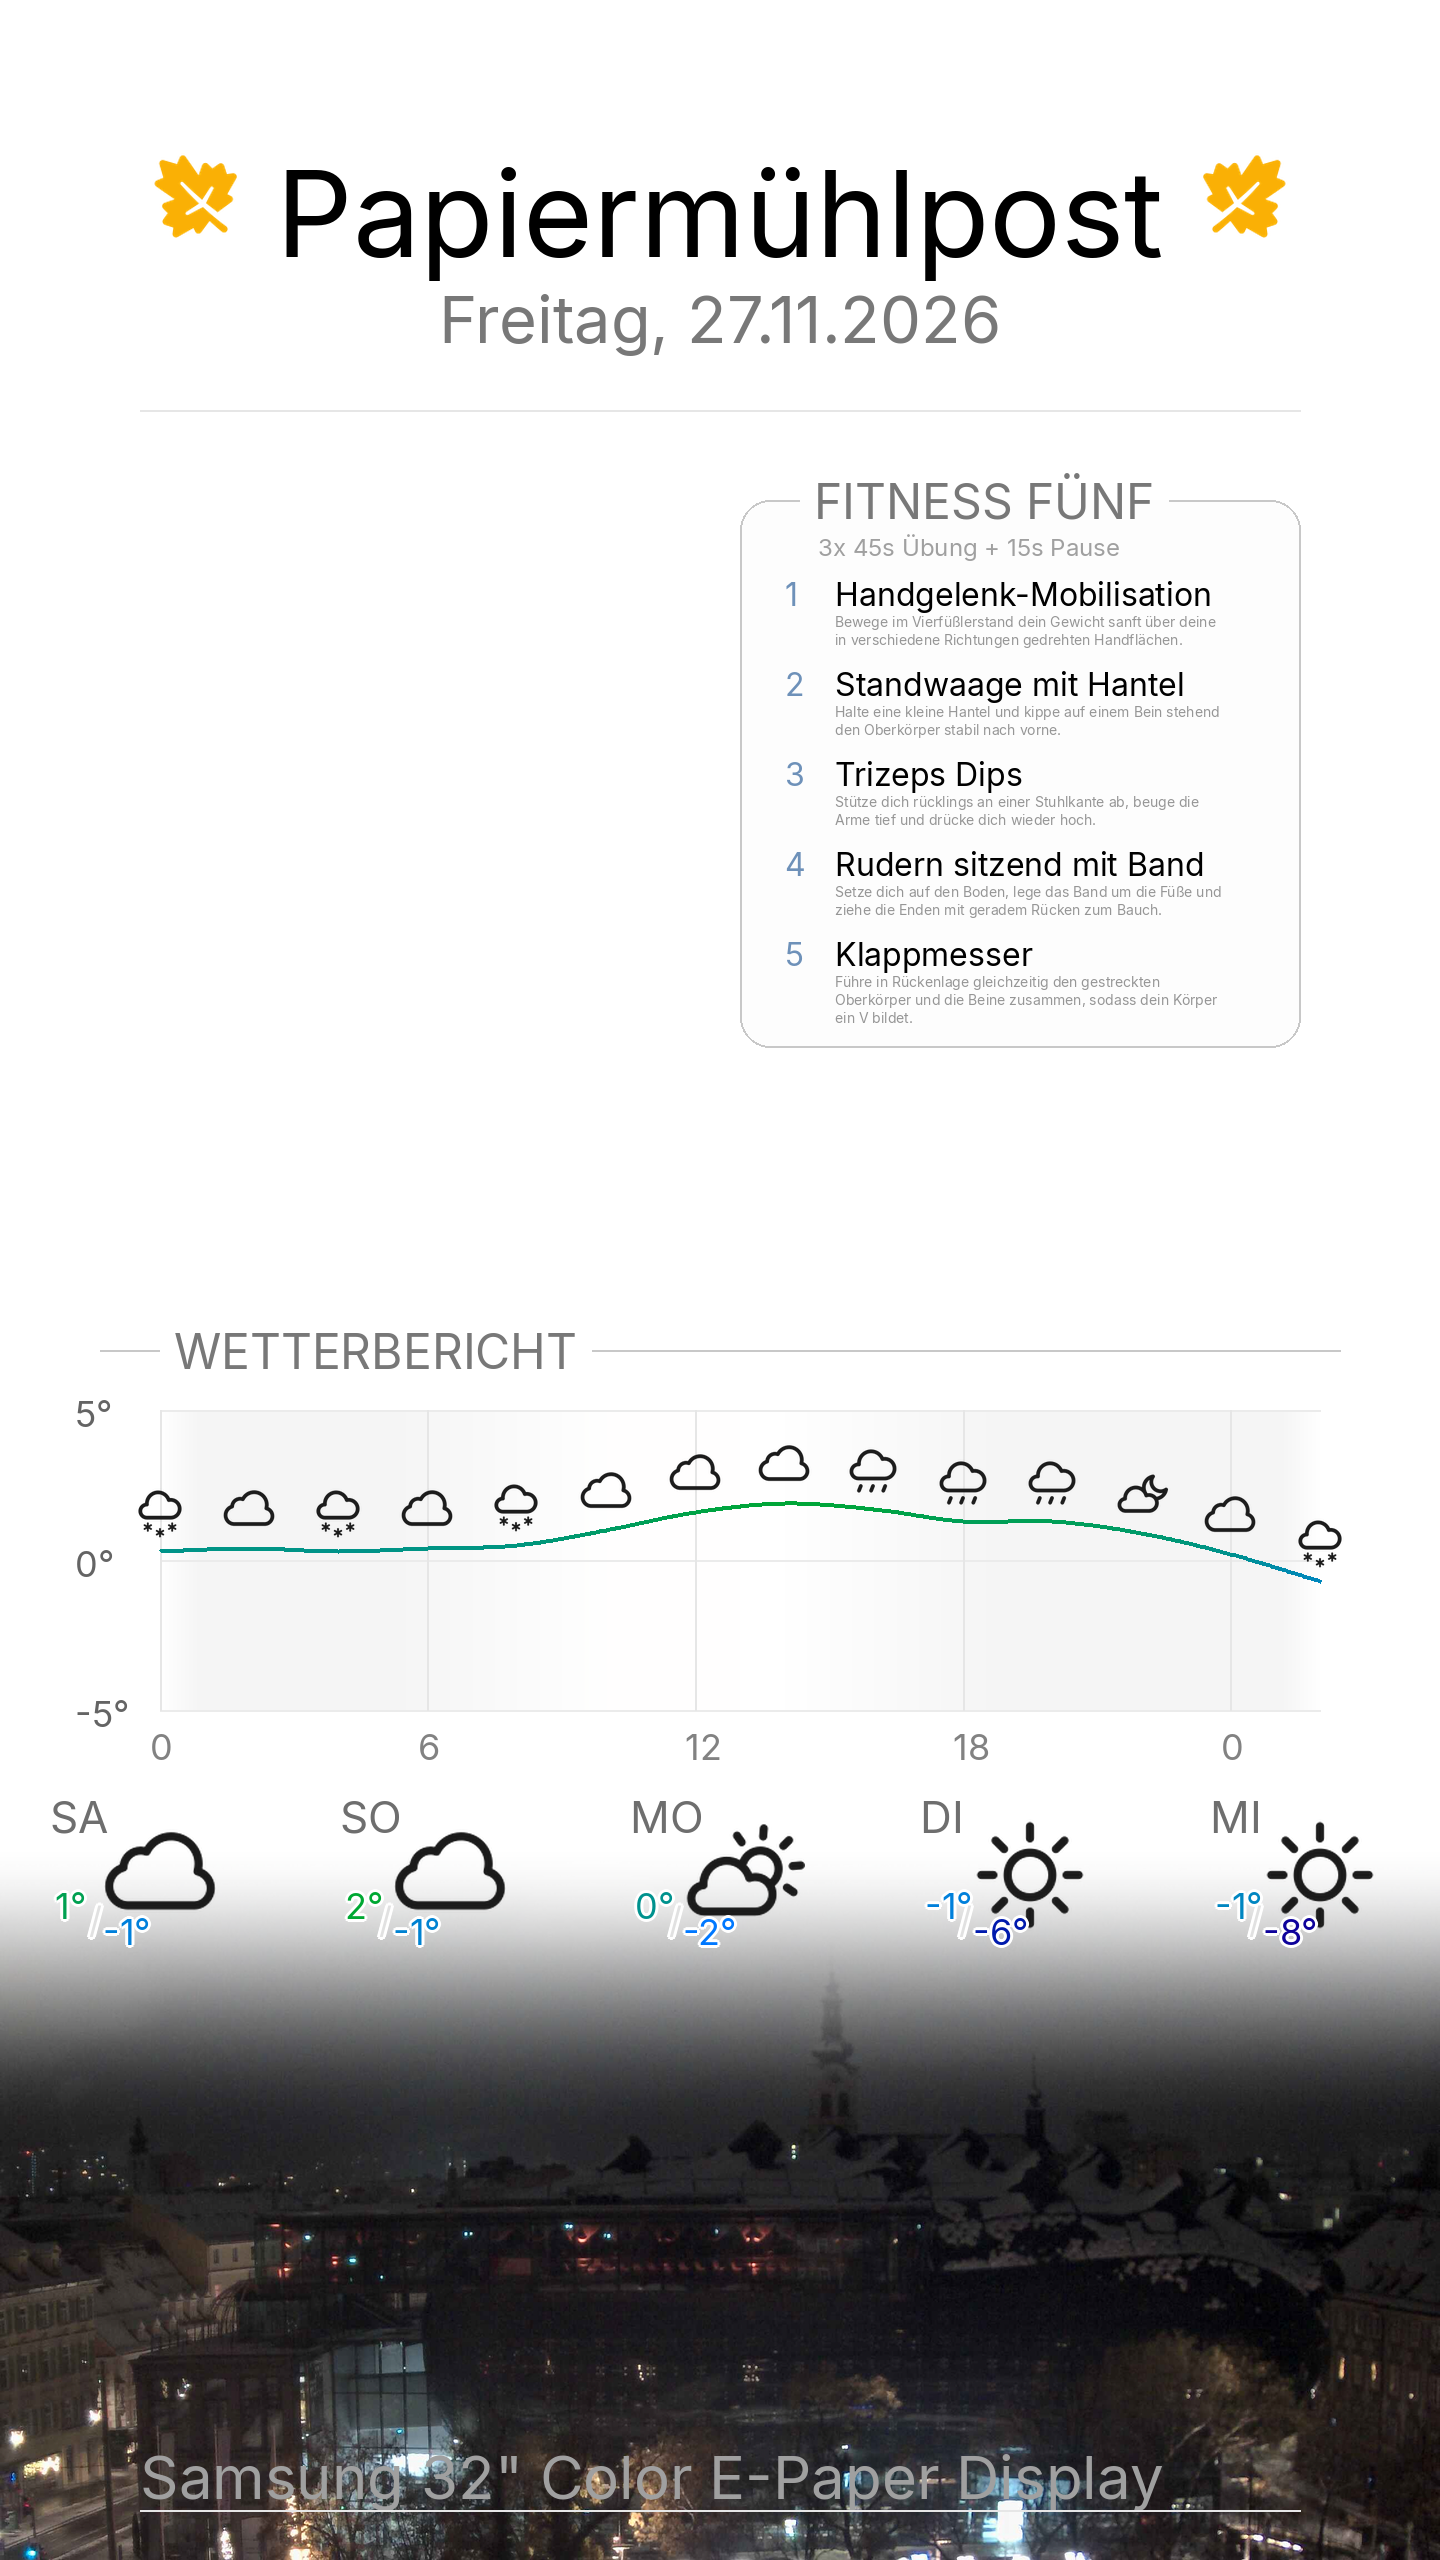 Papiermühlpost
Freitag, 27.11.2026
FITNESS FÜNF
3x 45s Übung + 15s Pause
1 Handgelenk-Mobilisation
Bewege im Vierfüßlerstand dein Gewicht sanft über deine
in verschiedene Richtungen gedrehten Handflächen.
2 Standwaage mit Hantel
Halte eine kleine Hantel und kippe auf einem Bein stehend
den Oberkörper stabil nach vorne.
3 Trizeps Dips
Stütze dich rücklings an einer Stuhlkante ab, beuge die
Arme tief und drücke dich wieder hoch.
4 Rudern sitzend mit Band
Setze dich auf den Boden, lege das Band um die Füße und
ziehe die Enden mit geradem Rücken zum Bauch.
5 Klappmesser
Führe in Rückenlage gleichzeitig den gestreckten
Oberkörper und die Beine zusammen, sodass dein Körper
ein V bildet.
WETTERBERICHT
5°
0°
-5°
0 6 12 18 0
SA SO MO DI MI
1°/-1° 2°/-1° 0°/-2° -1°/-6° -1°/-8°
Samsung 32" Color E-Paper Display